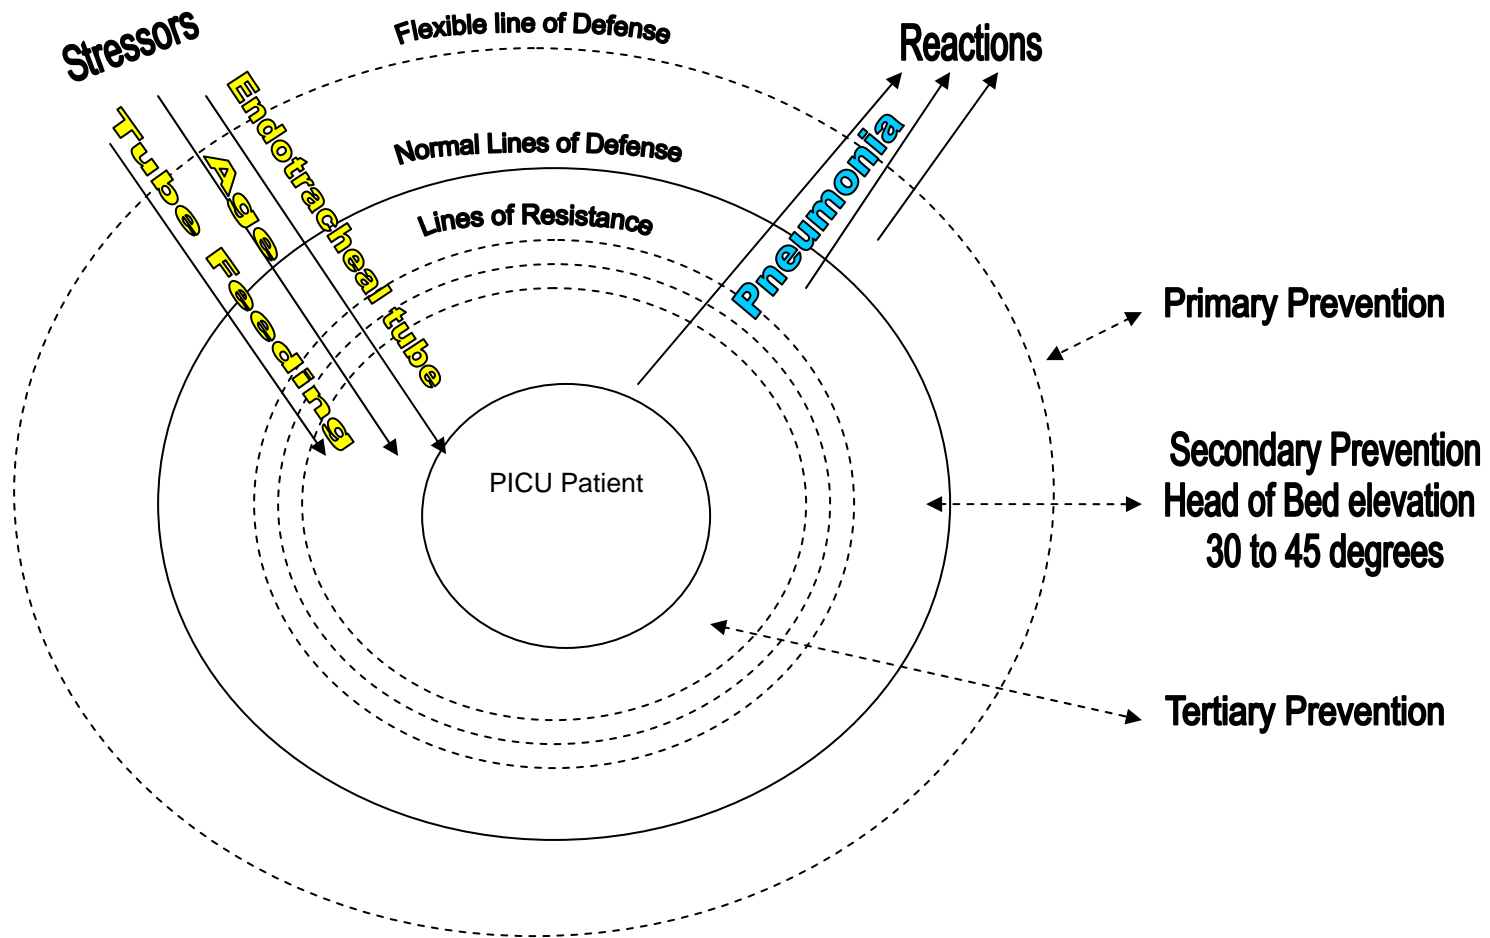 Stressors
Flexible line of Defense
Reactions
Tube Feeding
Age
Endotracheal tube
Normal Lines of Defense
Pneumonia
Lines of Resistance
Primary Prevention
Secondary Prevention
Head of Bed elevation
30 to 45 degrees
PICU Patient
Tertiary Prevention